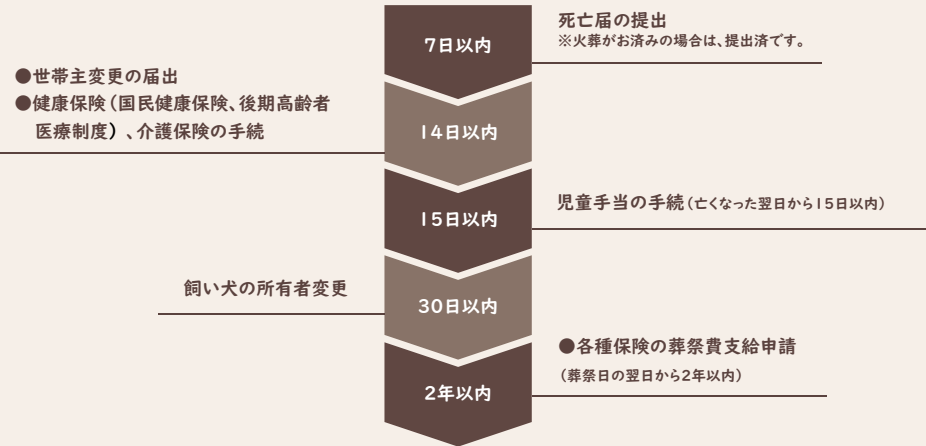 7日以内
死亡届の提出
※火葬がお済みの場合は、提出済です。
●世帯主変更の届出
●健康保険（国民健康保険、後期高齢者
医療制度）、介護保険の手続
14日以内
15日以内
児童手当の手続（亡くなった翌日から15日以内）
飼い犬の所有者変更
30日以内
●各種保険の葬祭費支給申請
（葬祭日の翌日から2年以内）
2年以内